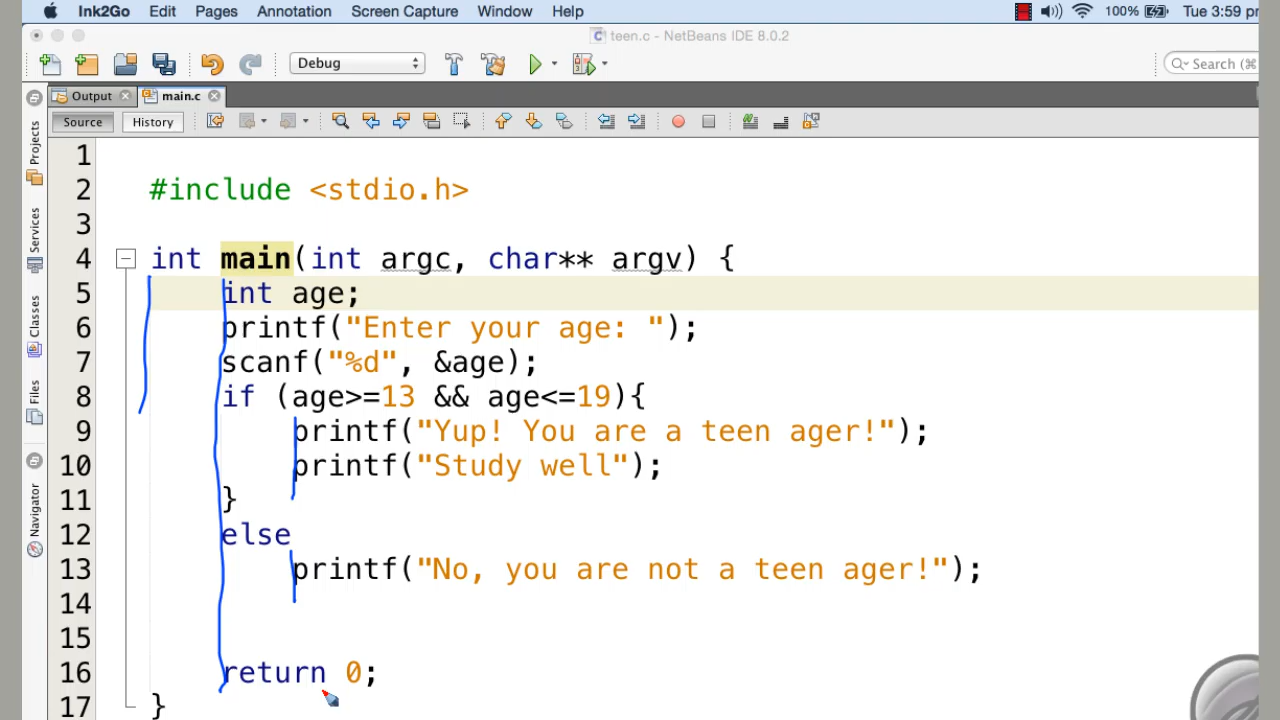 Ink2Go Edit Pages Annotation Screen Capture Window Help 100% Tue 3:59 pm
teen.c - NetBeans IDE 8.0.2
Debug Search (⌘
Output main.c
Source History
Projects
Services
Classes
Files
Navigator
1
2 #include <stdio.h>
3
4 int main(int argc, char** argv) {
5 int age;
6 printf("Enter your age: ");
7 scanf("%d", &age);
8 if (age>=13 && age<=19){
9 printf("Yup! You are a teen ager!");
10 printf("Study well");
11 }
12 else
13 printf("No, you are not a teen ager!");
14
15
16 return 0;
17 }